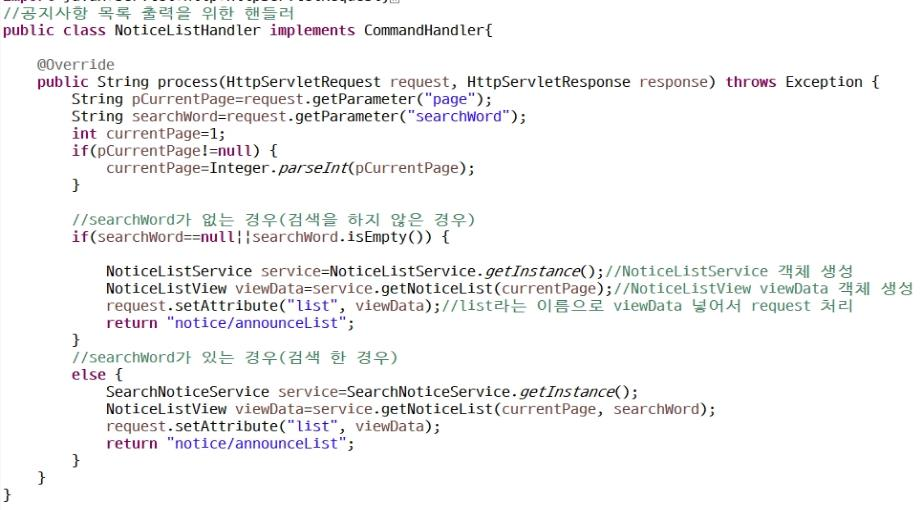 //공지사항 목록 출력을 위한 핸들러
public class NoticeListHandler implements CommandHandler{
@Override
public String process(HttpServletRequest request, HttpServletResponse response) throws Exception {
String pCurrentPage=request.getParameter("page");
String searchWord=request.getParameter("searchWord");
int currentPage=1;
if(pCurrentPage!=null) {
currentPage=Integer.parseInt(pCurrentPage);
}
//searchWord가 없는 경우(검색을 하지 않은 경우)
if(searchWord==null||searchWord.isEmpty()) {
NoticeListService service=NoticeListService.getInstance();//NoticeListService 객체 생성
NoticeListView viewData=service.getNoticeList(currentPage);//NoticeListView viewData 객체 생성
request.setAttribute("list", viewData);//list라는 이름으로 viewData 넣어서 request 처리
return "notice/announceList";
}
//searchWord가 있는 경우(검색 한 경우)
else {
SearchNoticeService service=SearchNoticeService.getInstance();
NoticeListView viewData=service.getNoticeList(currentPage, searchWord);
request.setAttribute("list", viewData);
return "notice/announceList";
}
}
}